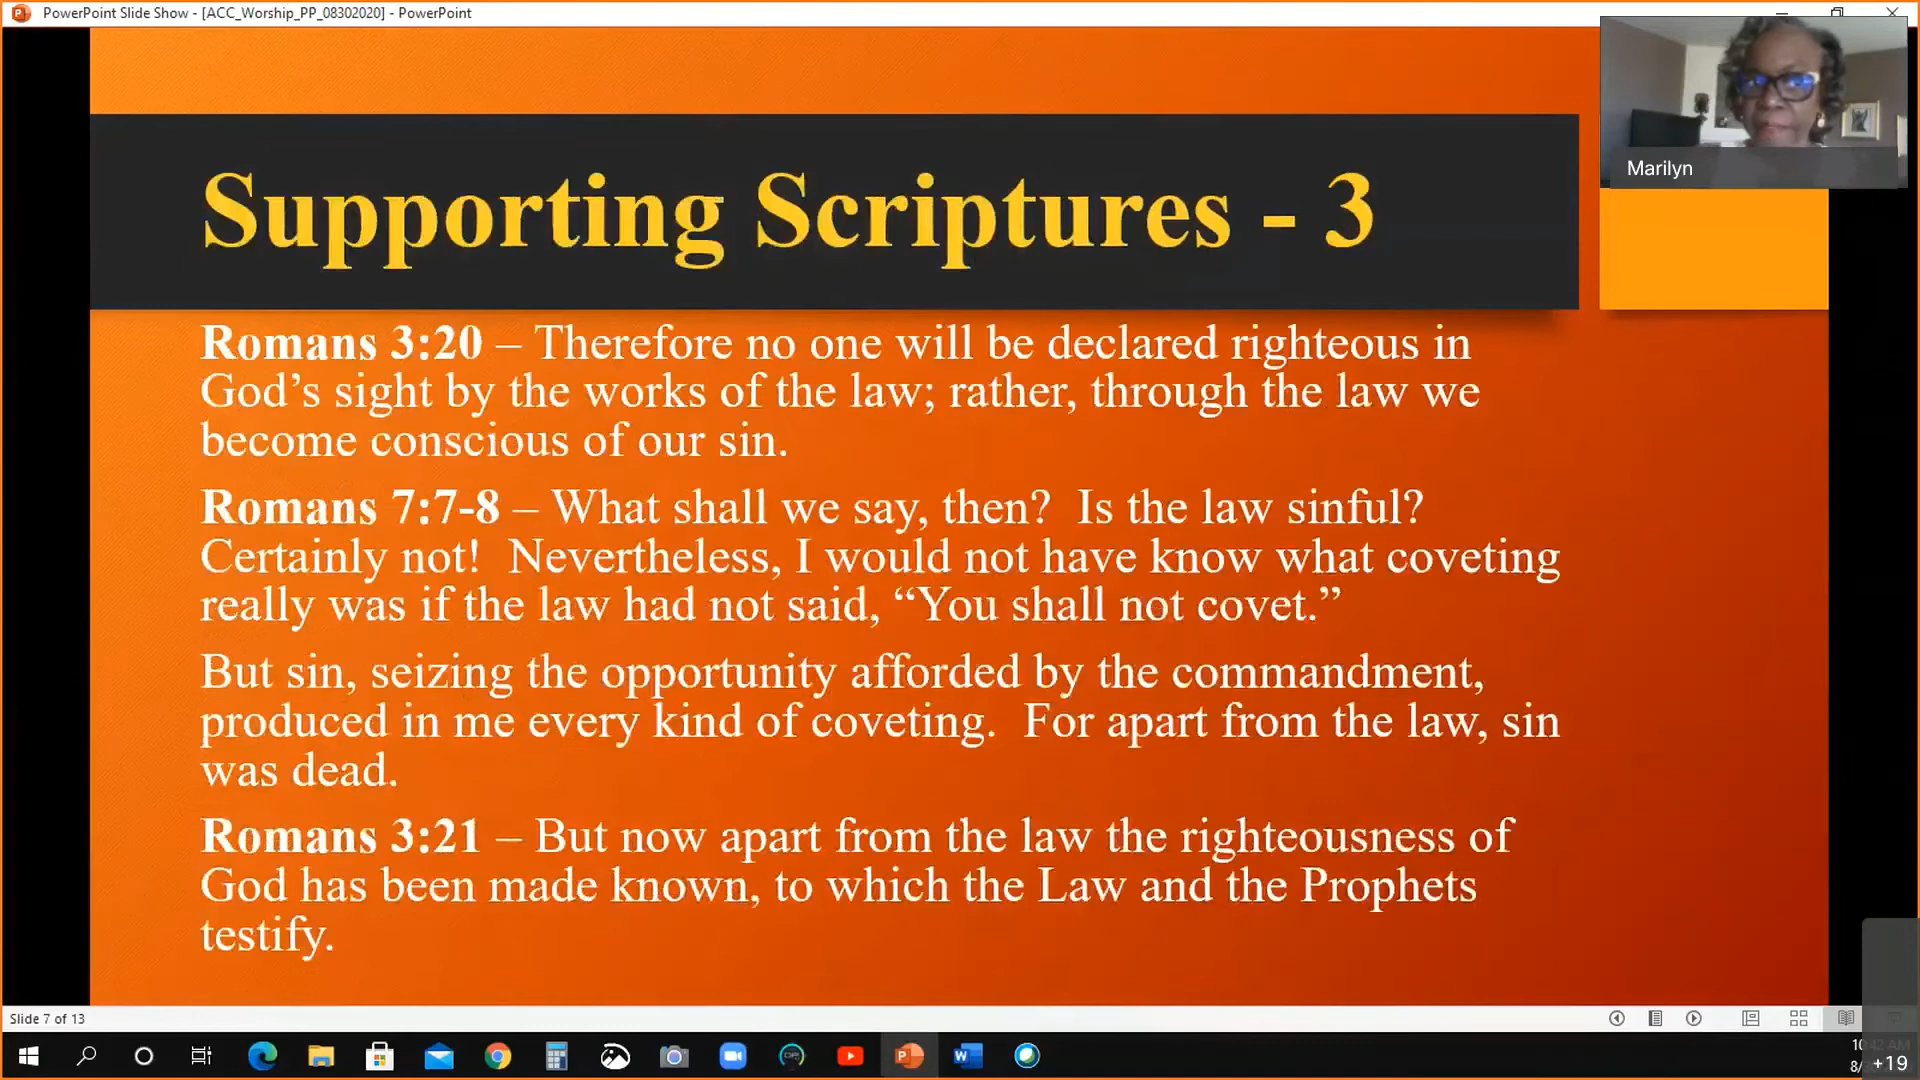 PowerPoint Slide Show - [ACC_Worship_PP_08302020] - PowerPoint
Marilyn
Supporting Scriptures - 3
Romans 3:20 – Therefore no one will be declared righteous in
God’s sight by the works of the law; rather, through the law we
become conscious of our sin.
Romans 7:7-8 – What shall we say, then?  Is the law sinful?
Certainly not!  Nevertheless, I would not have know what coveting
really was if the law had not said, “You shall not covet.”
But sin, seizing the opportunity afforded by the commandment,
produced in me every kind of coveting.  For apart from the law, sin
was dead.
Romans 3:21 – But now apart from the law the righteousness of
God has been made known, to which the Law and the Prophets
testify.
Slide 7 of 13
10:42 AM
8/
+19